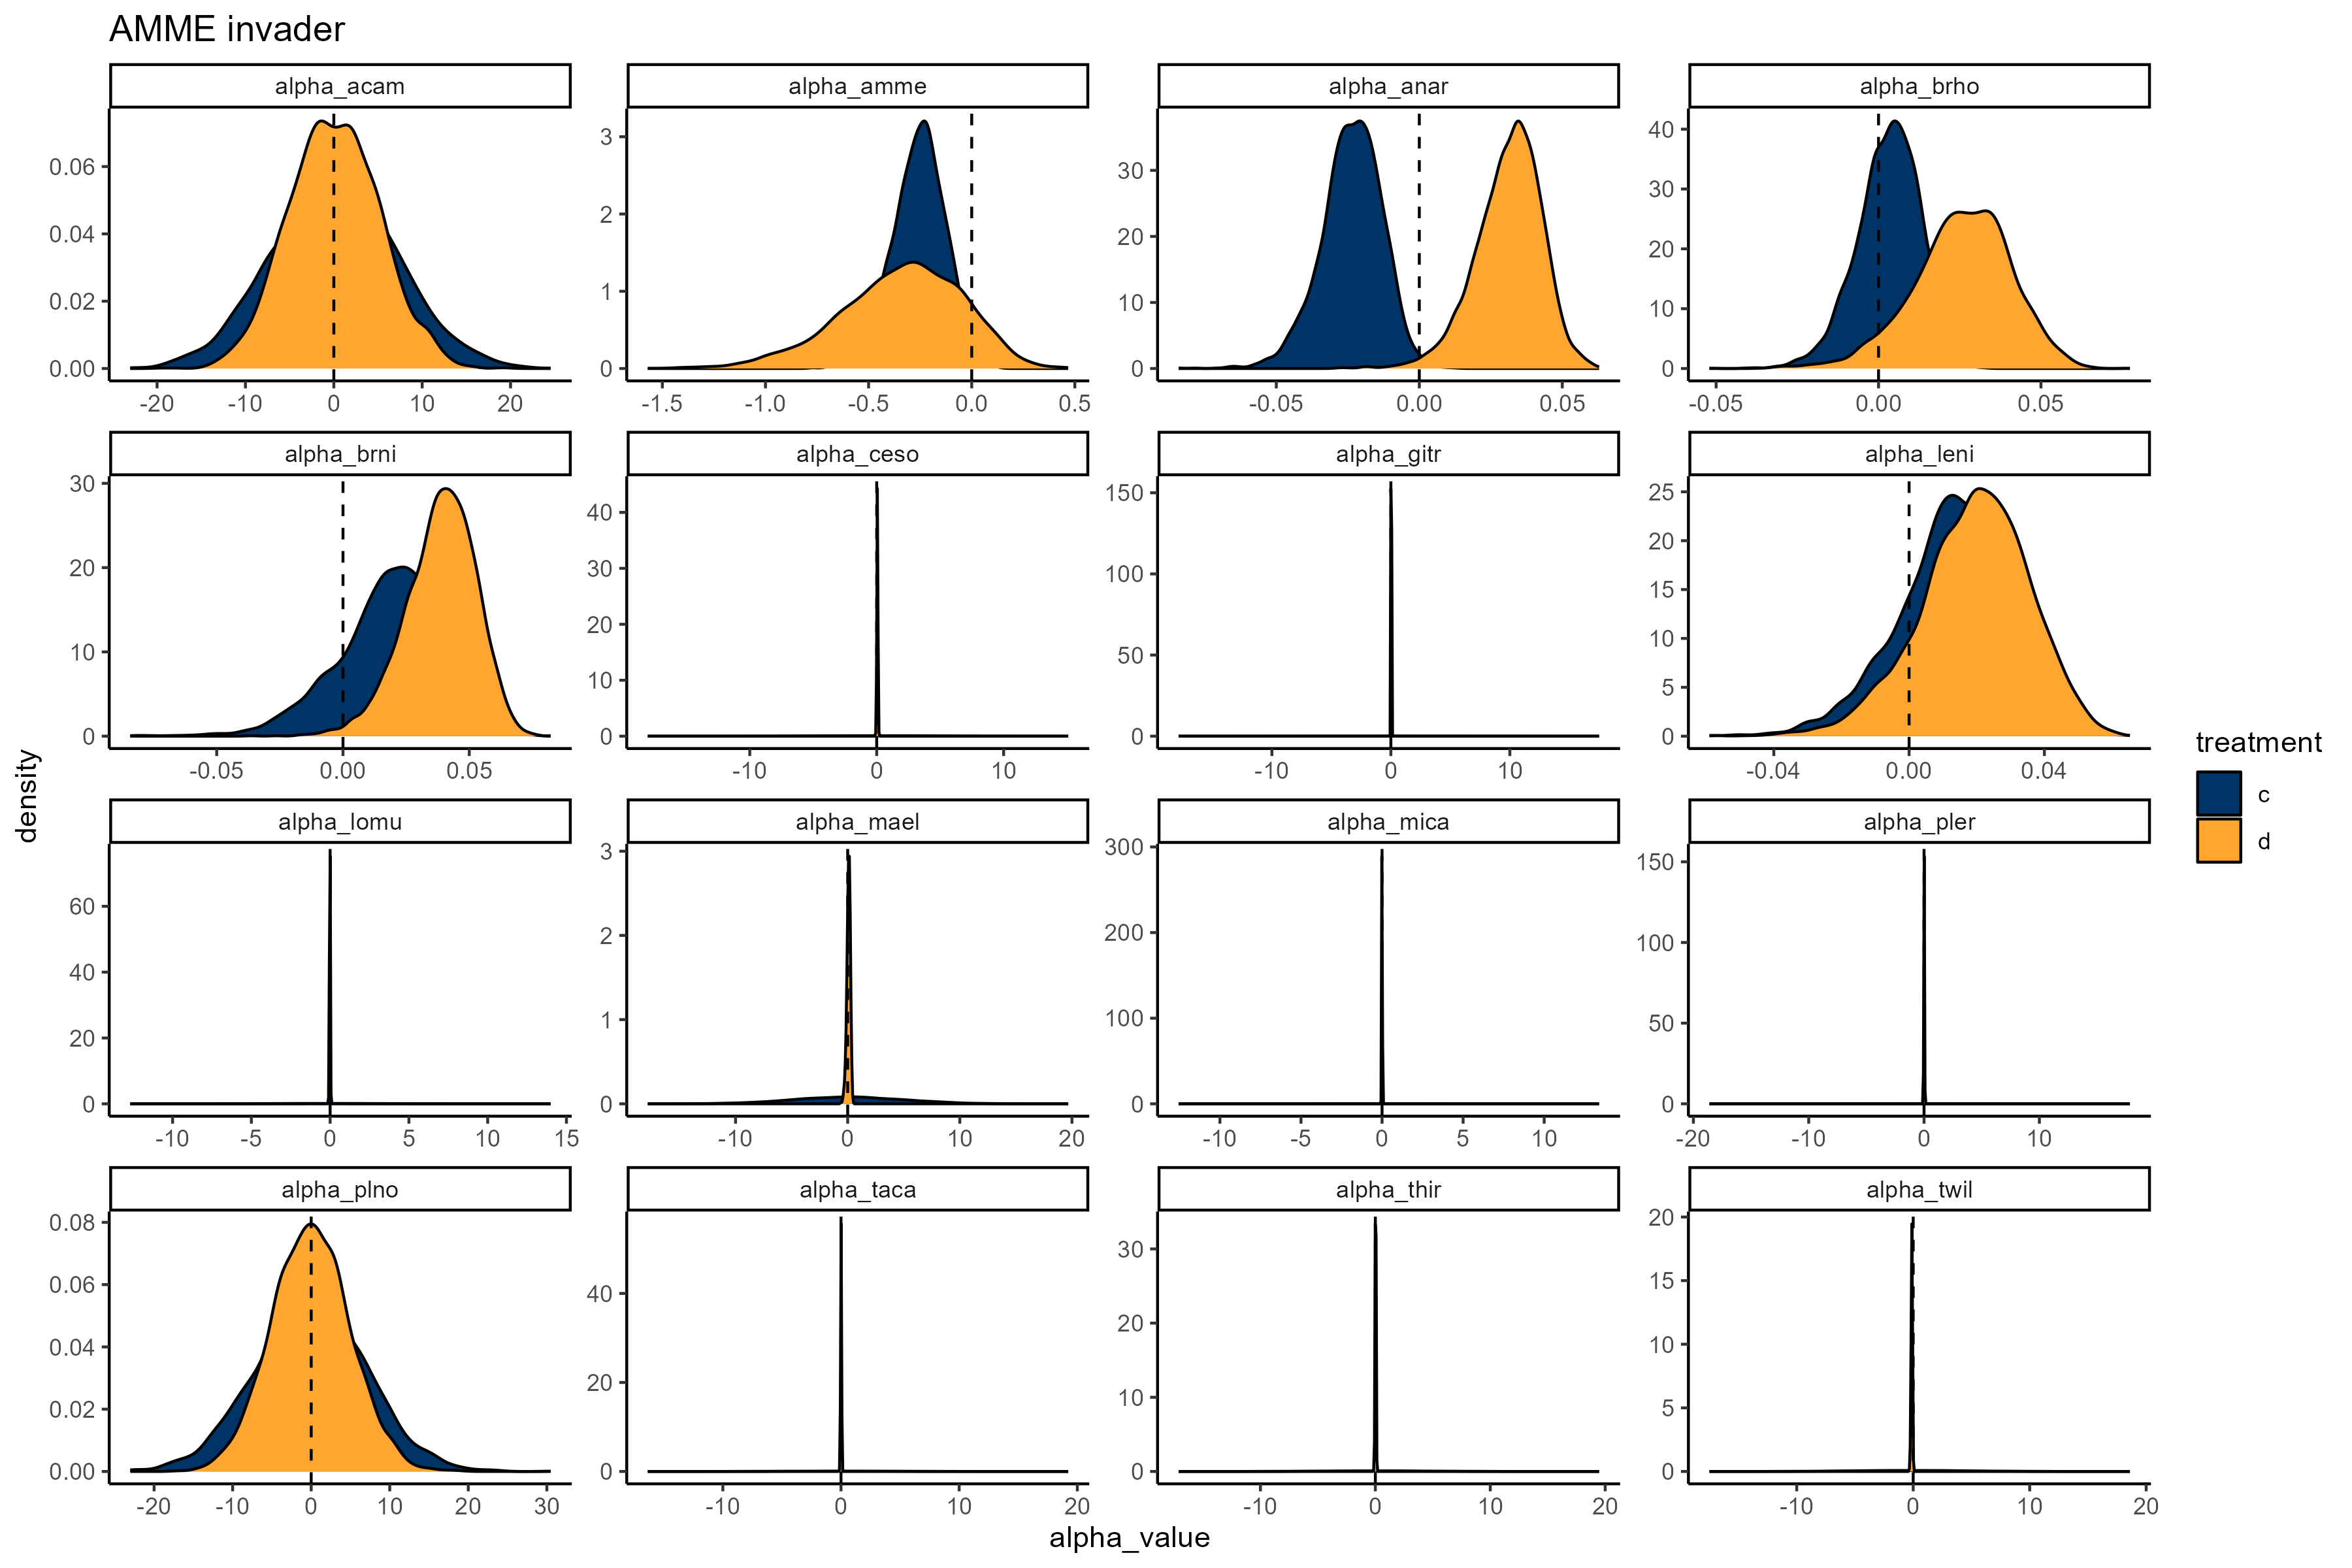 AMME invader
alpha_acam alpha_amme alpha_anar alpha_brho
0.06
0.04
0.02
0.00
-20 -10 0 10 20
3
2
1
0
-1.5 -1.0 -0.5 0.0 0.5
30
20
10
0
-0.05 0.00 0.05
40
30
20
10
0
-0.05 0.00 0.05
alpha_brni alpha_ceso alpha_gitr alpha_leni
30
20
10
0
-0.05 0.00 0.05
40
30
20
10
0
-10 0 10
150
100
50
0
-10 0 10
25
20
15
10
5
0
-0.04 0.00 0.04
alpha_lomu alpha_mael alpha_mica alpha_pler
60
40
20
0
-10 -5 0 5 10 15
3
2
1
0
-10 0 10 20
300
200
100
0
-10 -5 0 5 10
150
100
50
0
-20 -10 0 10
alpha_plno alpha_taca alpha_thir alpha_twil
0.08
0.06
0.04
0.02
0.00
-20 -10 0 10 20 30
40
20
0
-10 0 10 20
30
20
10
0
-10 0 10 20
20
15
10
5
0
-10 0 10 20
density
alpha_value
treatment
c
d